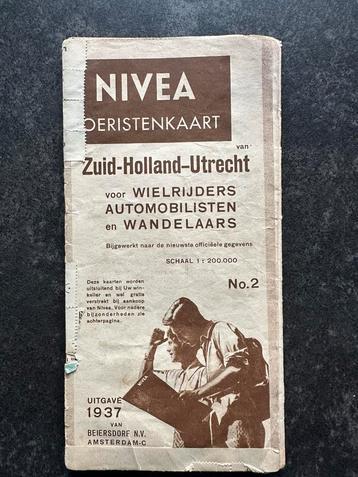 NIVEA
OERISTENKAART
van
Zuid-Holland-Utrecht
voor WIELRIJDERS
AUTOMOBILISTEN
en WANDELAARS
Bijgewerkt naar de nieuwste officiëele gegevens
SCHAAL 1 : 200.000
No. 2
Deze kaarten worden
uitsluitend bij Uw win-
kelier en wel gratis
verstrekt bij aankoop
van Nivea. Voor nadere
bijzonderheden zie
achterpagina.
NIVEA
UITGAVE
1937
VAN
BEIERSDORF N.V.
AMSTERDAM-C